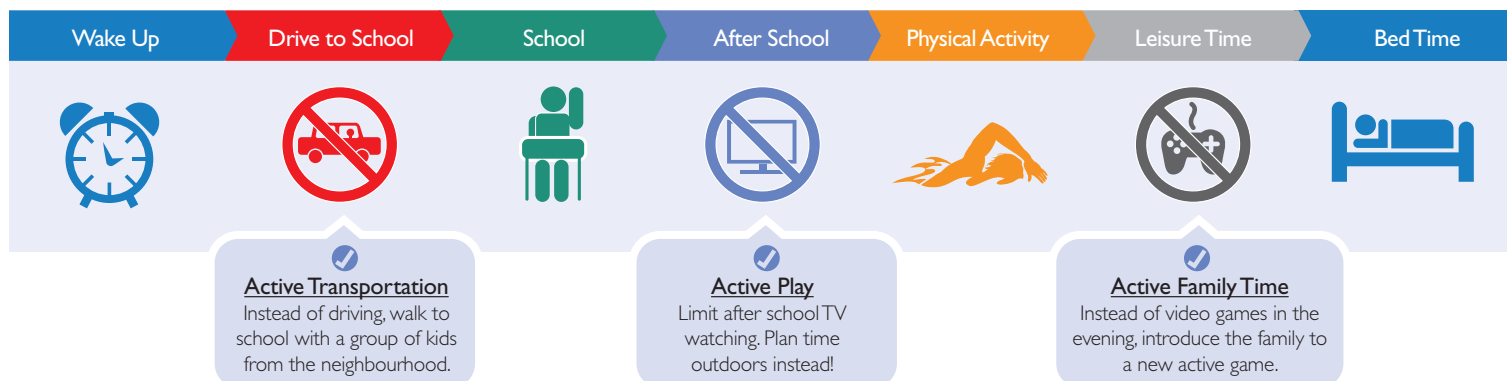 Wake Up
Drive to School
School
After School
Physical Activity
Leisure Time
Bed Time
Active Transportation
Instead of driving, walk to
school with a group of kids
from the neighbourhood.
Active Play
Limit after school TV
watching. Plan time
outdoors instead!
Active Family Time
Instead of video games in the
evening, introduce the family to
a new active game.